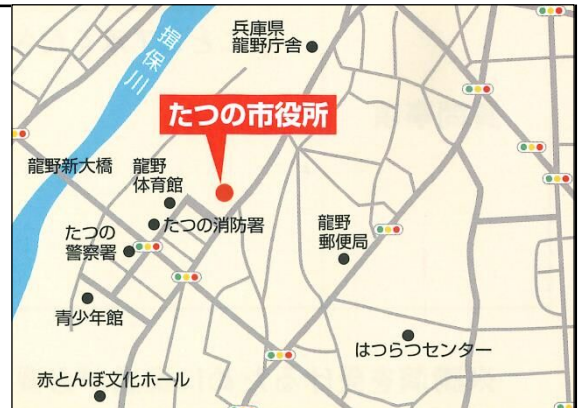 兵庫県
龍野庁舎
揖保川
たつの市役所
龍野新大橋
龍野
体育館
たつの消防署
たつの
警察署
龍野
郵便局
青少年館
はつらつセンター
赤とんぼ文化ホール